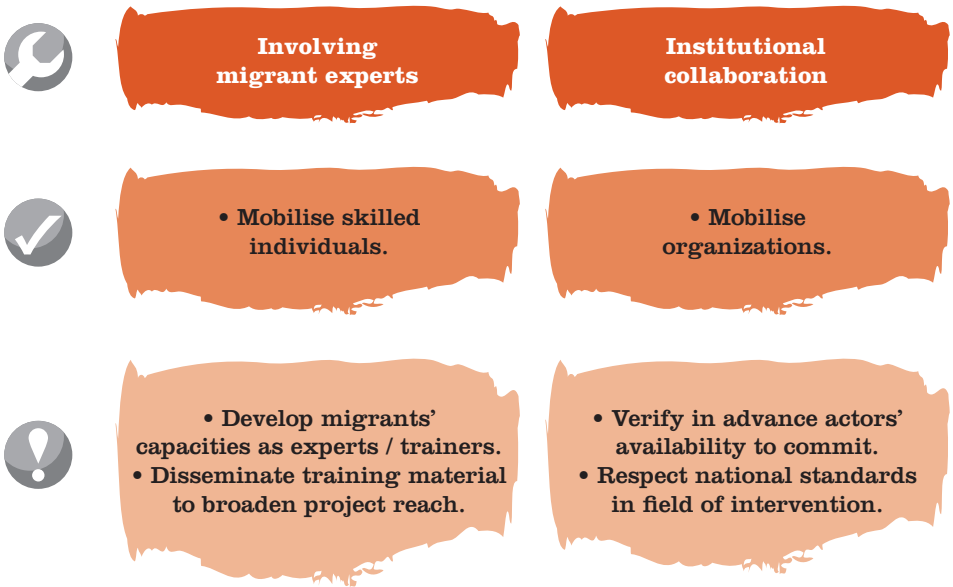 Involving
migrant experts
Institutional
collaboration
• Mobilise skilled
individuals.
• Mobilise
organizations.
• Develop migrants’
capacities as experts / trainers.
• Disseminate training material
to broaden project reach.
• Verify in advance actors’
availability to commit.
• Respect national standards
in field of intervention.